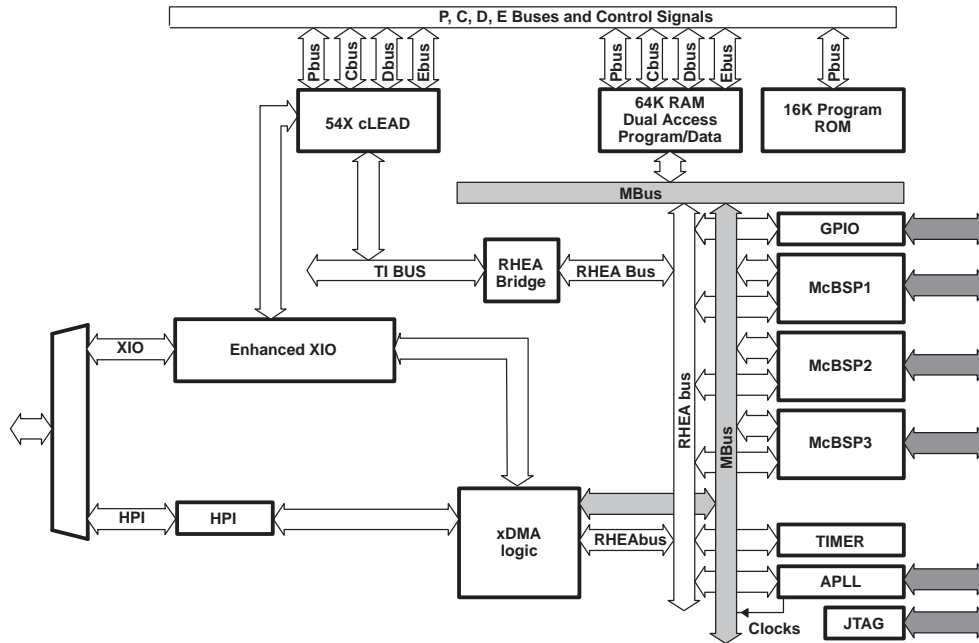 P, C, D, E Buses and Control Signals
Pbus
Cbus
Dbus
Ebus
Pbus
Cbus
Dbus
Ebus
Pbus
54X cLEAD
64K RAM
Dual Access
Program/Data
16K Program
ROM
MBus
GPIO
TI BUS
RHEA
Bridge
RHEA Bus
McBSP1
XIO
Enhanced XIO
McBSP2
RHEA bus
MBus
McBSP3
HPI
HPI
xDMA
logic
RHEAbus
TIMER
APLL
Clocks
JTAG